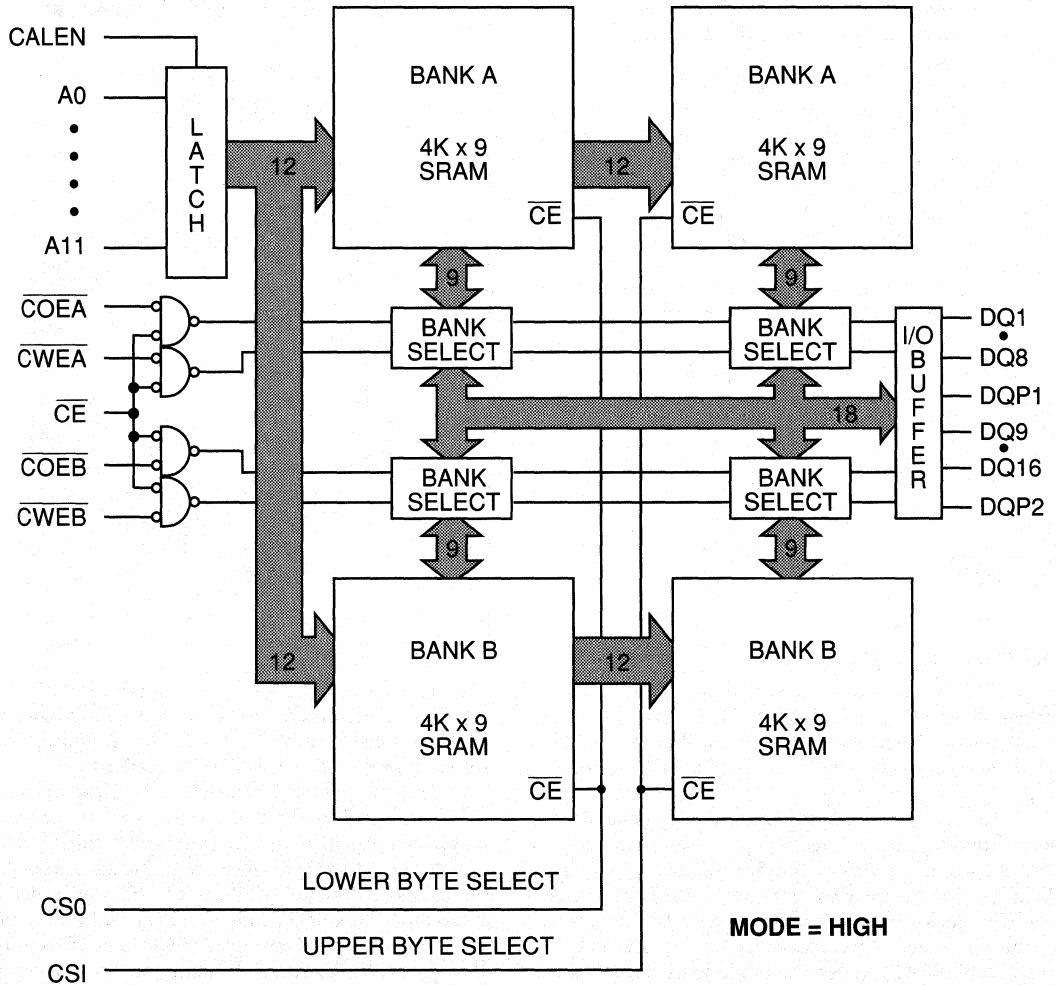 CALEN
A0
A11
LATCH
12
BANK A
4K x 9
SRAM
CE
12
BANK A
4K x 9
SRAM
CE
9
9
COEA
CWEA
CE
COEB
CWEB
BANK
SELECT
BANK
SELECT
18
BANK
SELECT
BANK
SELECT
I/O
BUFFER
DQ1
DQ8
DQP1
DQ9
DQ16
DQP2
9
9
12
BANK B
4K x 9
SRAM
CE
12
BANK B
4K x 9
SRAM
CE
LOWER BYTE SELECT
CS0
UPPER BYTE SELECT
CSI
MODE = HIGH